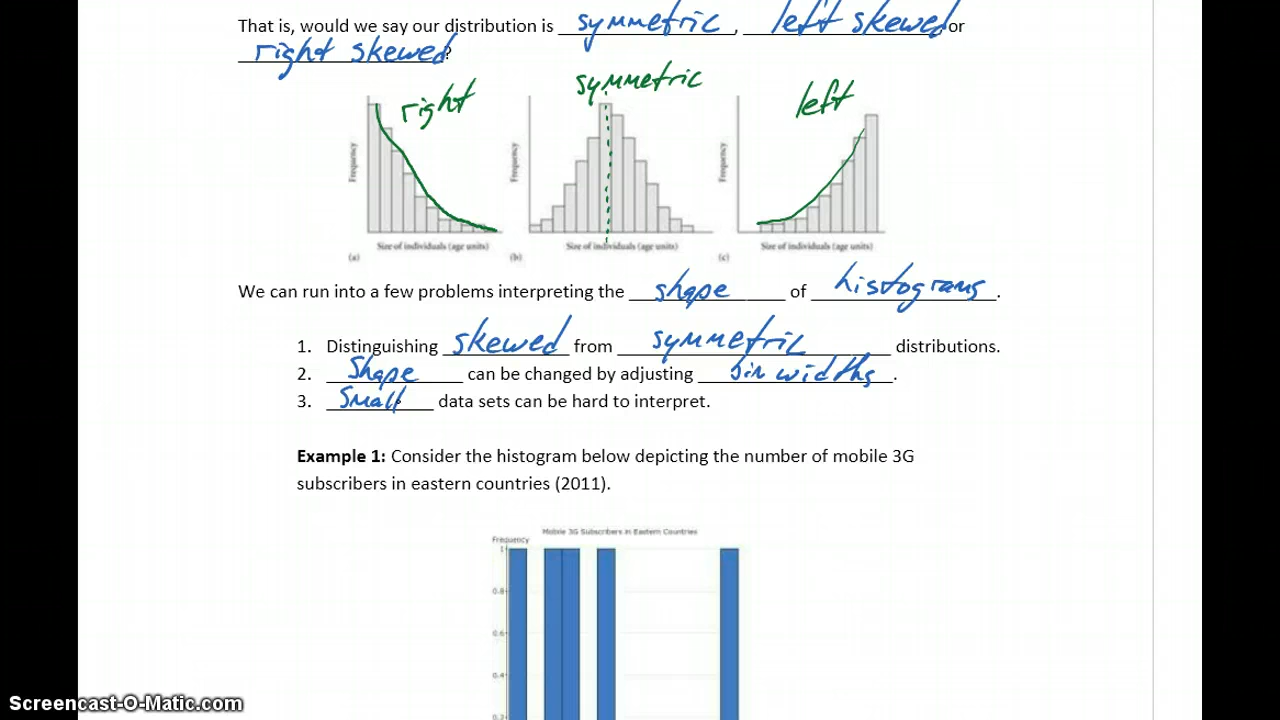 That is, would we say our distribution is symmetric, left skewed or
right skewed?
right
symmetric
left
Frequency
Frequency
Frequency
Size of individuals (age units)
Size of individuals (age units)
Size of individuals (age units)
(a)
(b)
(c)
We can run into a few problems interpreting the shape of histograms.
1. Distinguishing skewed from symmetric distributions.
2. Shape can be changed by adjusting bin widths.
3. Small data sets can be hard to interpret.
Example 1: Consider the histogram below depicting the number of mobile 3G
subscribers in eastern countries (2011).
Mobile 3G Subscribers in Eastern Countries
Frequency
1
0.8
0.6
0.4
Screencast-O-Matic.com